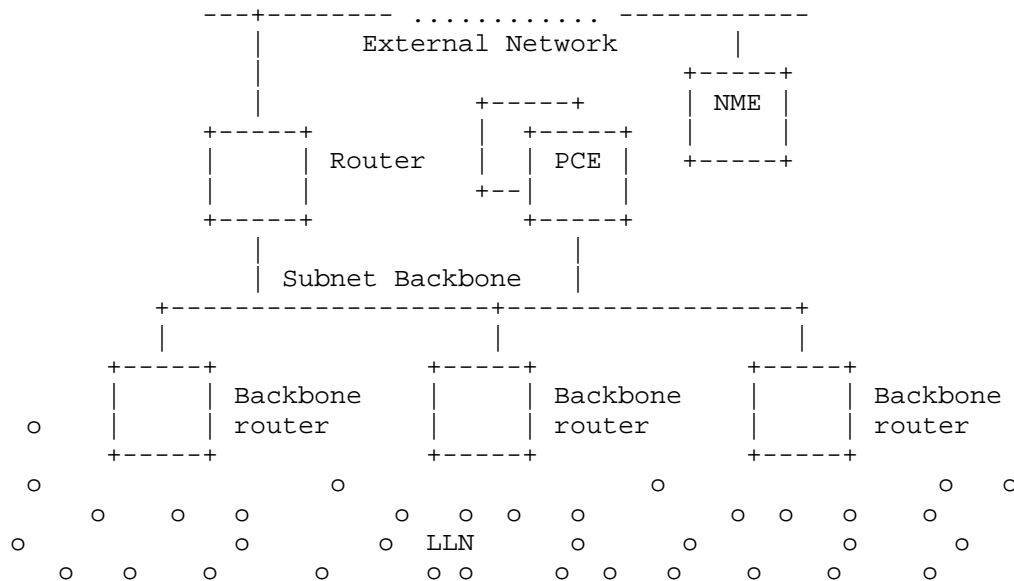 External Network
NME
Router
PCE
Subnet Backbone
Backbone Backbone Backbone
router router router
LLN